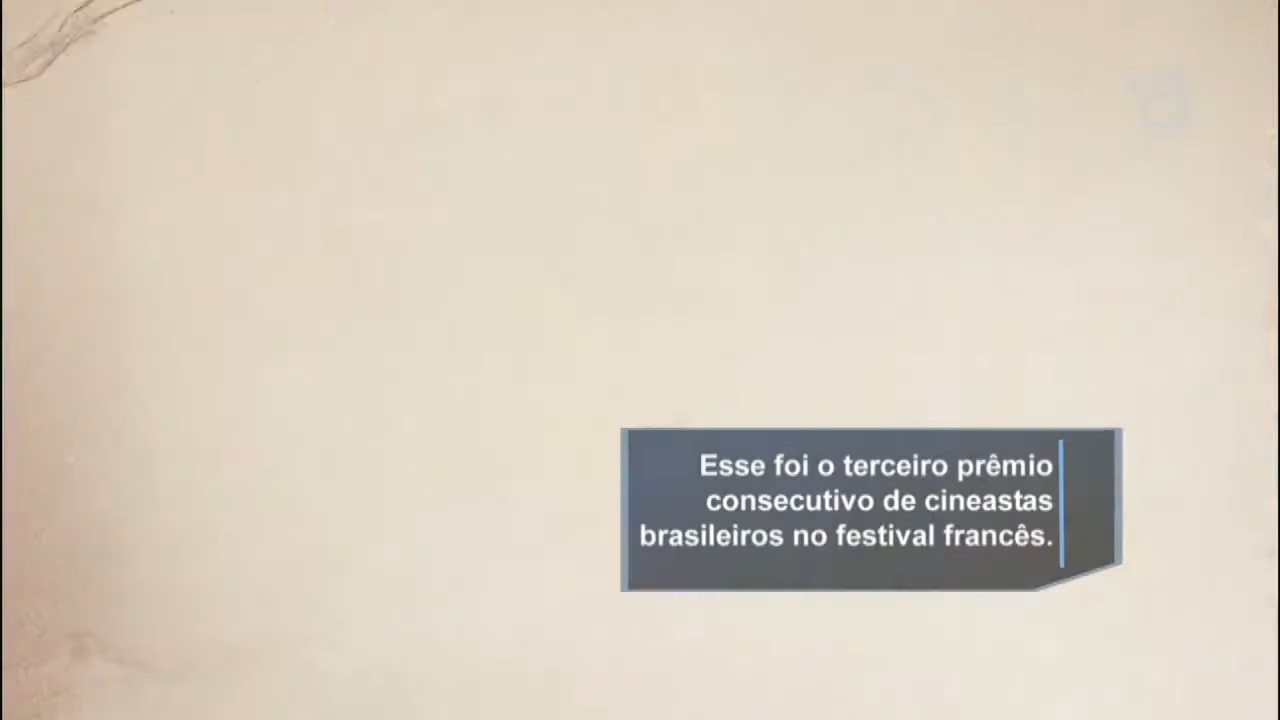 Esse foi o terceiro prêmio
consecutivo de cineastas
brasileiros no festival francês.